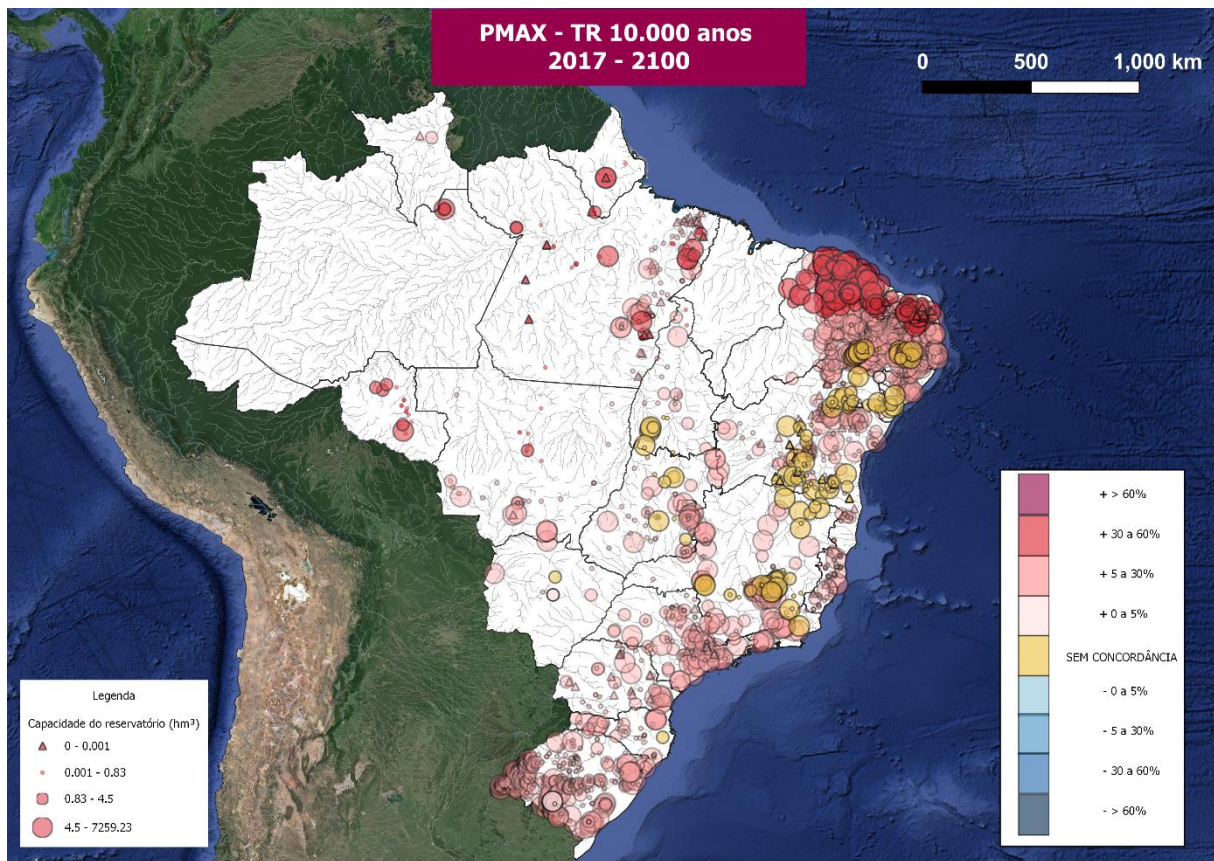 PMAX - TR 10.000 anos
2017 - 2100
0 500 1,000 km
+ > 60%
+ 30 a 60%
+ 5 a 30%
+ 0 a 5%
SEM CONCORDÂNCIA
- 0 a 5%
- 5 a 30%
- 30 a 60%
- > 60%
Legenda
Capacidade do reservatório (hm³)
0 - 0.001
0.001 - 0.83
0.83 - 4.5
4.5 - 7259.23